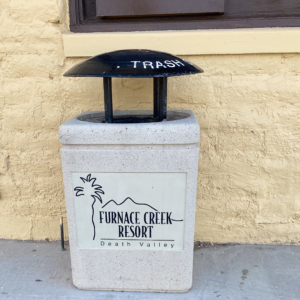 TRASH
FURNACE CREEK
RESORT
Death Valley